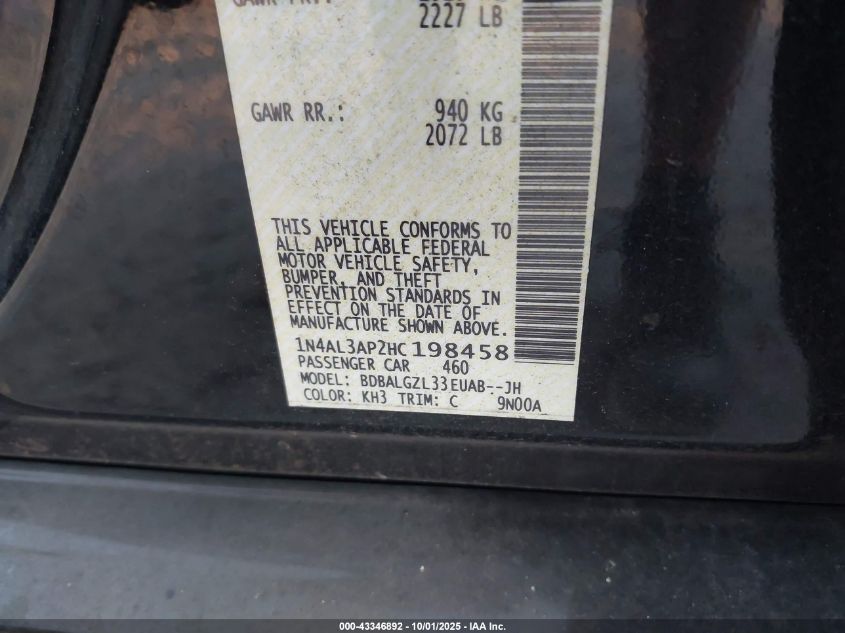 2227 LB
GAWR RR.: 940 KG
2072 LB
THIS VEHICLE CONFORMS TO
ALL APPLICABLE FEDERAL
MOTOR VEHICLE SAFETY,
BUMPER, AND THEFT
PREVENTION STANDARDS IN
EFFECT ON THE DATE OF
MANUFACTURE SHOWN ABOVE.
1N4AL3AP2HC198458
PASSENGER CAR 460
MODEL: BDBALGZL33EUAB--JH
COLOR: KH3 TRIM: C 9N00A
000-43346892 - 10/01/2025 - IAA Inc.